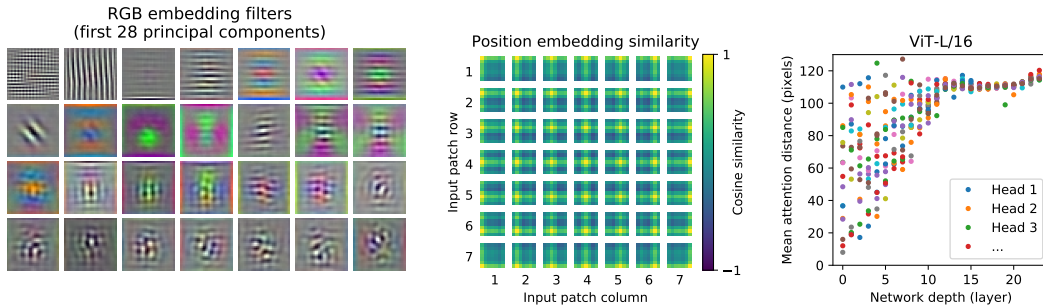 RGB embedding filters
(first 28 principal components)
Position embedding similarity
Input patch row
1
2
3
4
5
6
7
1 2 3 4 5 6 7
Input patch column
1
−1
Cosine similarity
ViT-L/16
Mean attention distance (pixels)
120
100
80
60
40
20
0
0 5 10 15 20
Network depth (layer)
Head 1
Head 2
Head 3
...